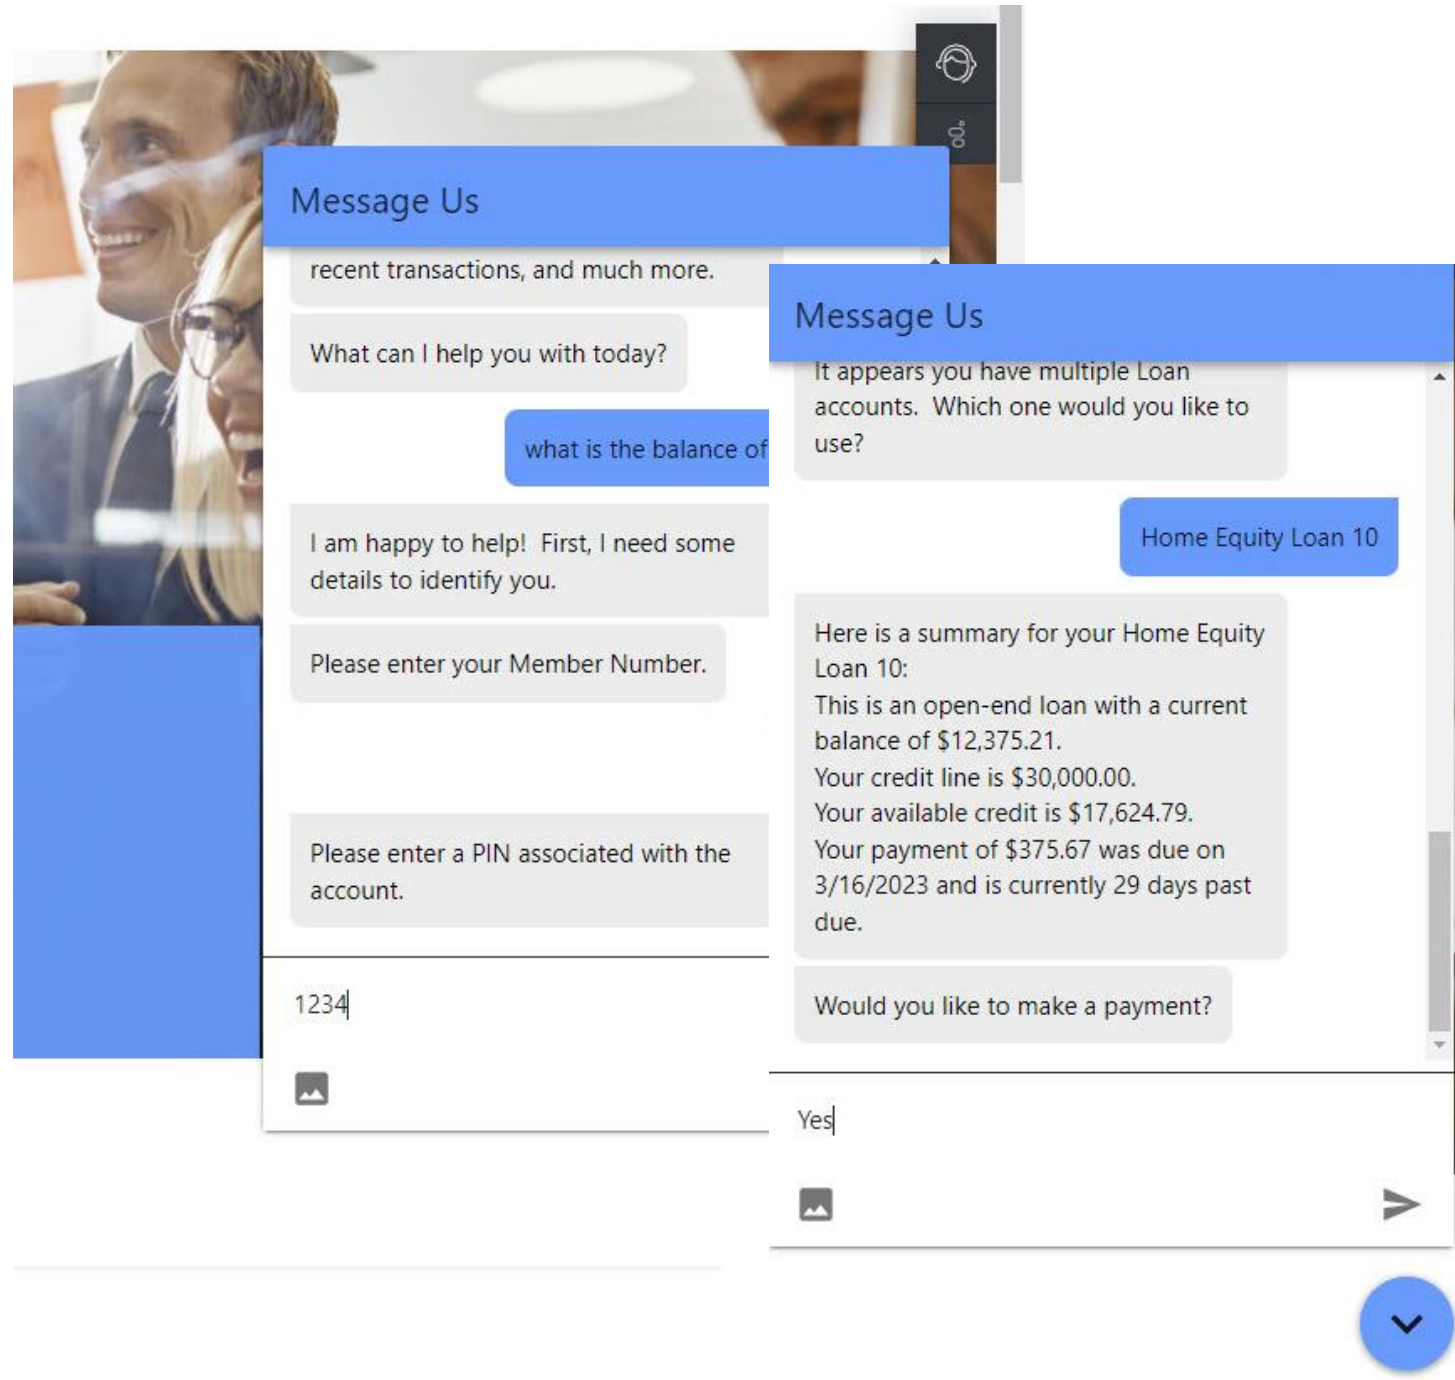 Message Us
recent transactions, and much more.
What can I help you with today?
what is the balance of
I am happy to help!  First, I need some
details to identify you.
Please enter your Member Number.
Please enter a PIN associated with the
account.
1234
Message Us
It appears you have multiple Loan
accounts.  Which one would you like to
use?
Home Equity Loan 10
Here is a summary for your Home Equity
Loan 10:
This is an open-end loan with a current
balance of $12,375.21.
Your credit line is $30,000.00.
Your available credit is $17,624.79.
Your payment of $375.67 was due on
3/16/2023 and is currently 29 days past
due.
Would you like to make a payment?
Yes